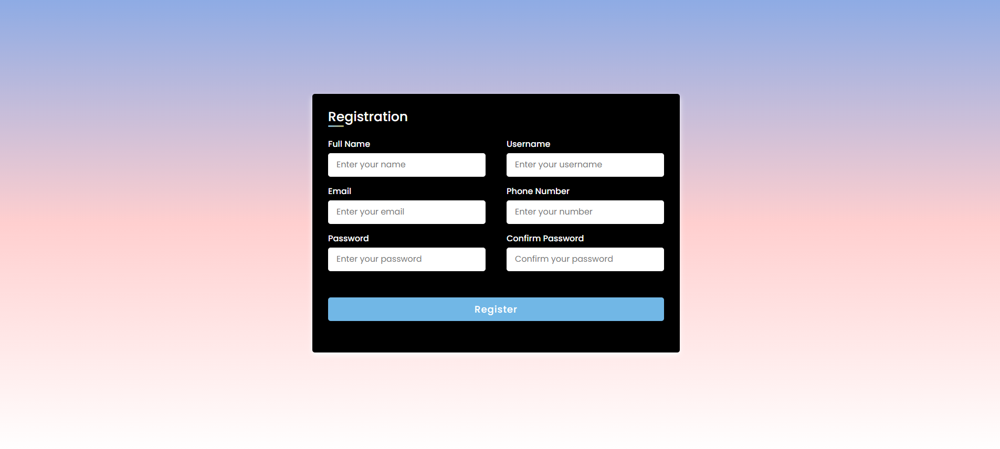 Registration
Full Name
Username
Enter your name
Enter your username
Email
Phone Number
Enter your email
Enter your number
Password
Confirm Password
Enter your password
Confirm your password
Register